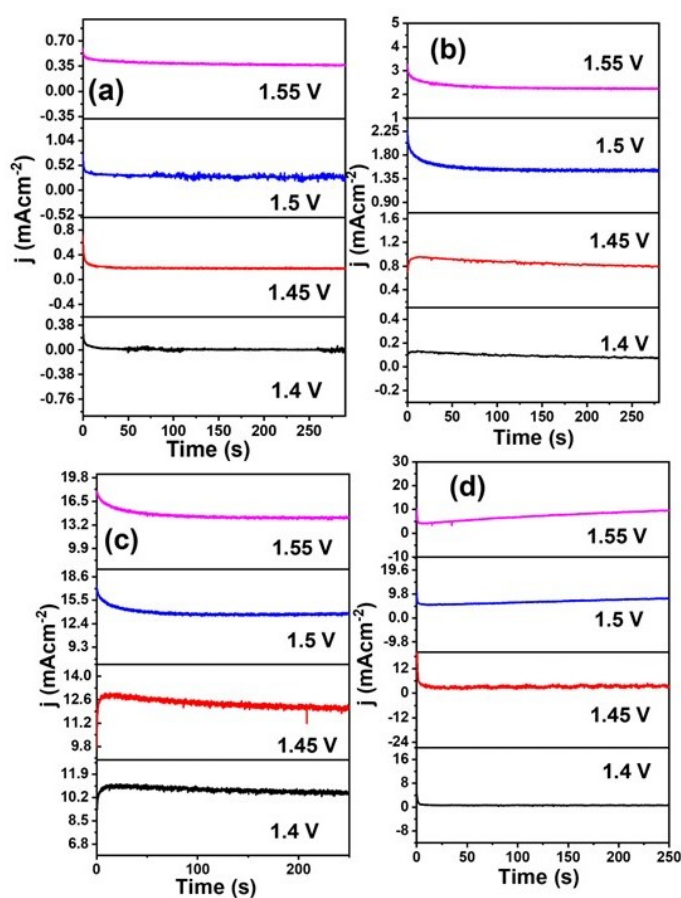 (a)
0.70
0.35
0.00
-0.35
1.55 V
1.04
0.52
0.00
-0.52
1.5 V
0.8
0.4
0.0
-0.4
1.45 V
0.38
0.00
-0.38
-0.76
1.4 V
j (mAcm-2)
0 50 100 150 200 250
Time (s)
(b)
5
4
3
2
1
1.55 V
2.25
1.80
1.35
0.90
1.5 V
1.6
1.2
0.8
0.4
1.45 V
0.4
0.2
0.0
-0.2
1.4 V
j (mAcm-2)
0 50 100 150 200 250
Time (s)
(c)
19.8
16.5
13.2
9.9
1.55 V
18.6
15.5
12.4
9.3
1.5 V
14.0
12.6
11.2
9.8
1.45 V
11.9
10.2
8.5
6.8
1.4 V
j (mAcm-2)
0 100 200
Time (s)
(d)
30
20
10
0
-10
1.55 V
19.6
9.8
0.0
-9.8
1.5 V
12
0
-12
-24
1.45 V
16
8
0
-8
1.4 V
j (mAcm-2)
0 50 100 150 200 250
Time (s)